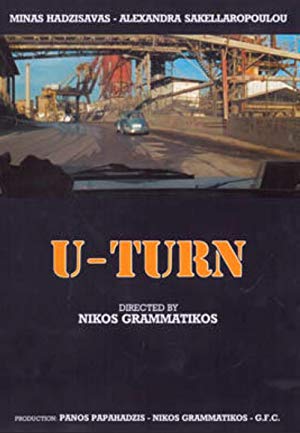 MINAS HADZISAVAS - ALEXANDRA SAKELLAROPOULOU
U-TURN
DIRECTED BY
NIKOS GRAMMATIKOS
PRODUCTION: PANOS PAPAHADZIS - NIKOS GRAMMATIKOS - G.F.C.